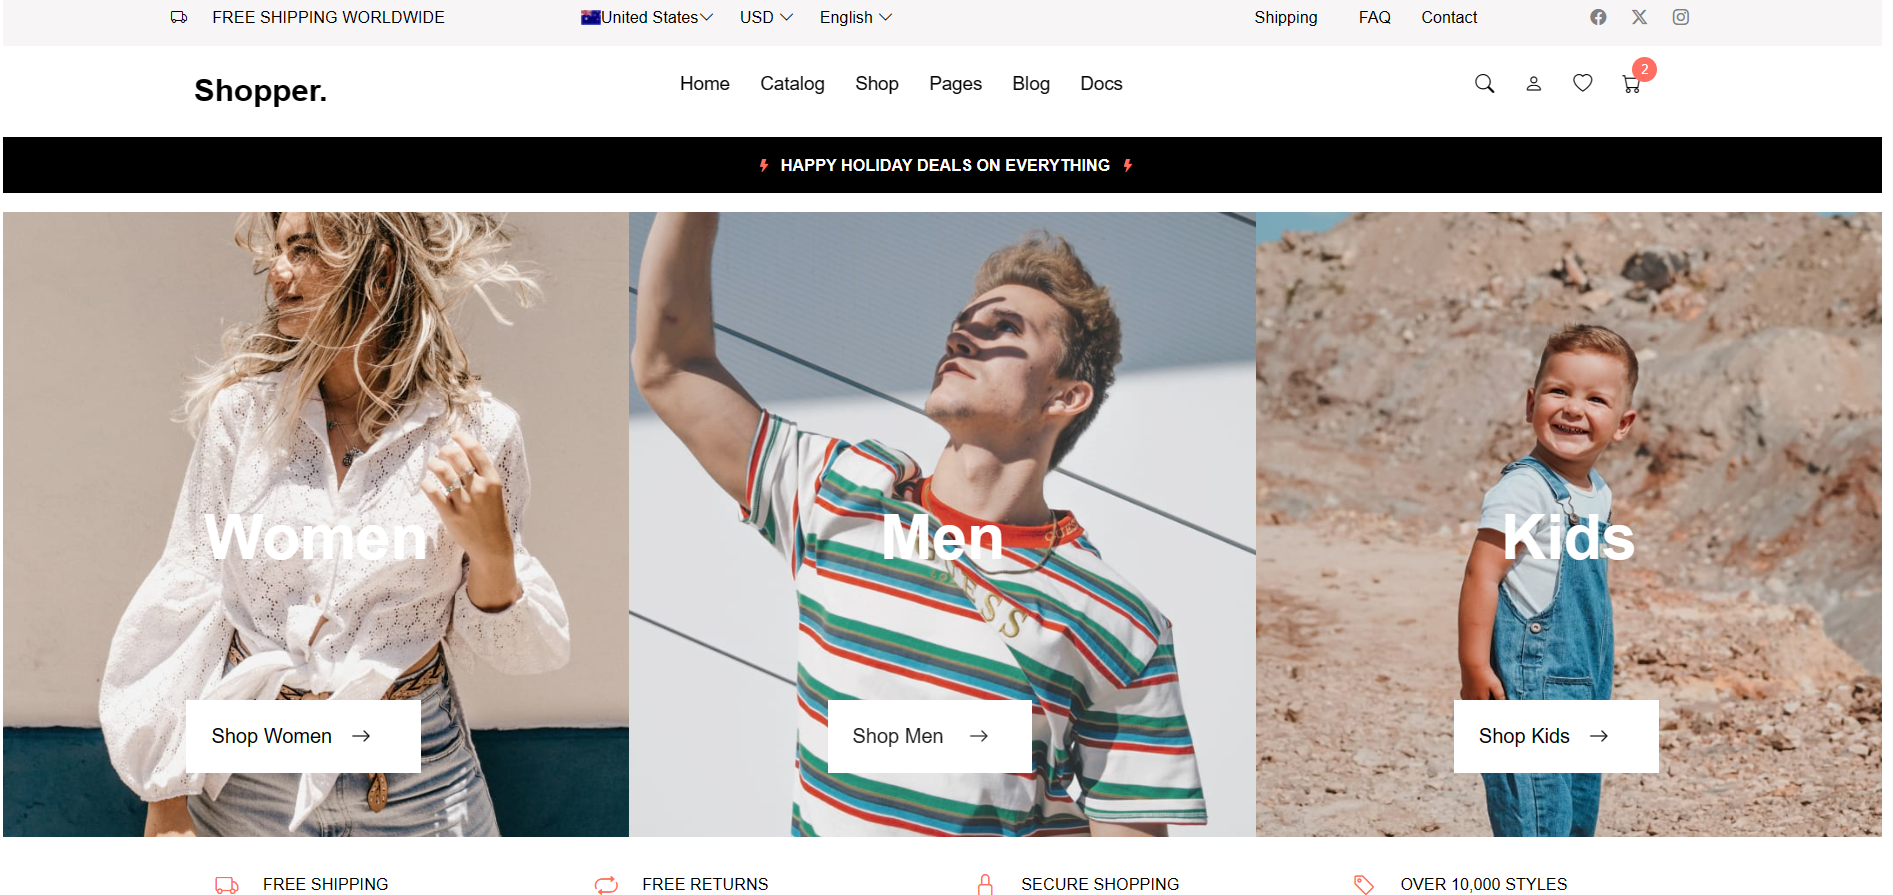 FREE SHIPPING WORLDWIDE
United States USD English
Shipping FAQ Contact
Shopper.
Home Catalog Shop Pages Blog Docs
2
HAPPY HOLIDAY DEALS ON EVERYTHING
Women
Men
Kids
GUESS
Shop Women
Shop Men
Shop Kids
FREE SHIPPING
FREE RETURNS
SECURE SHOPPING
OVER 10,000 STYLES